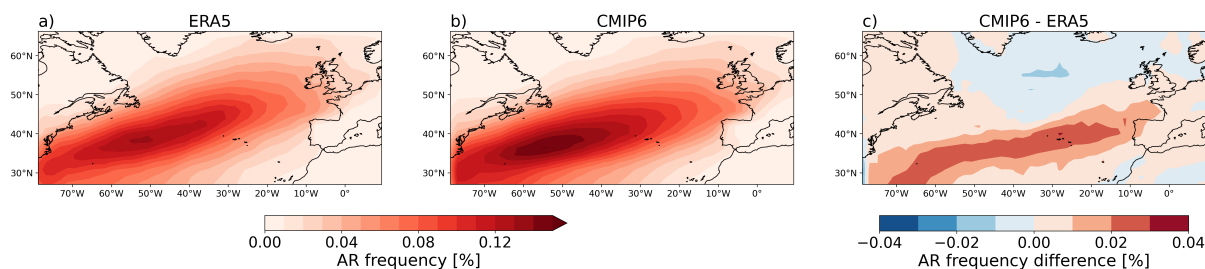 a) ERA5
b) CMIP6
c) CMIP6 - ERA5
60°N
50°N
40°N
30°N
70°W 60°W 50°W 40°W 30°W 20°W 10°W 0°
60°N
50°N
40°N
30°N
70°W 60°W 50°W 40°W 30°W 20°W 10°W 0°
60°N
50°N
40°N
30°N
70°W 60°W 50°W 40°W 30°W 20°W 10°W 0°
0.00 0.04 0.08 0.12
AR frequency [%]
−0.04 −0.02 0.00 0.02 0.04
AR frequency difference [%]